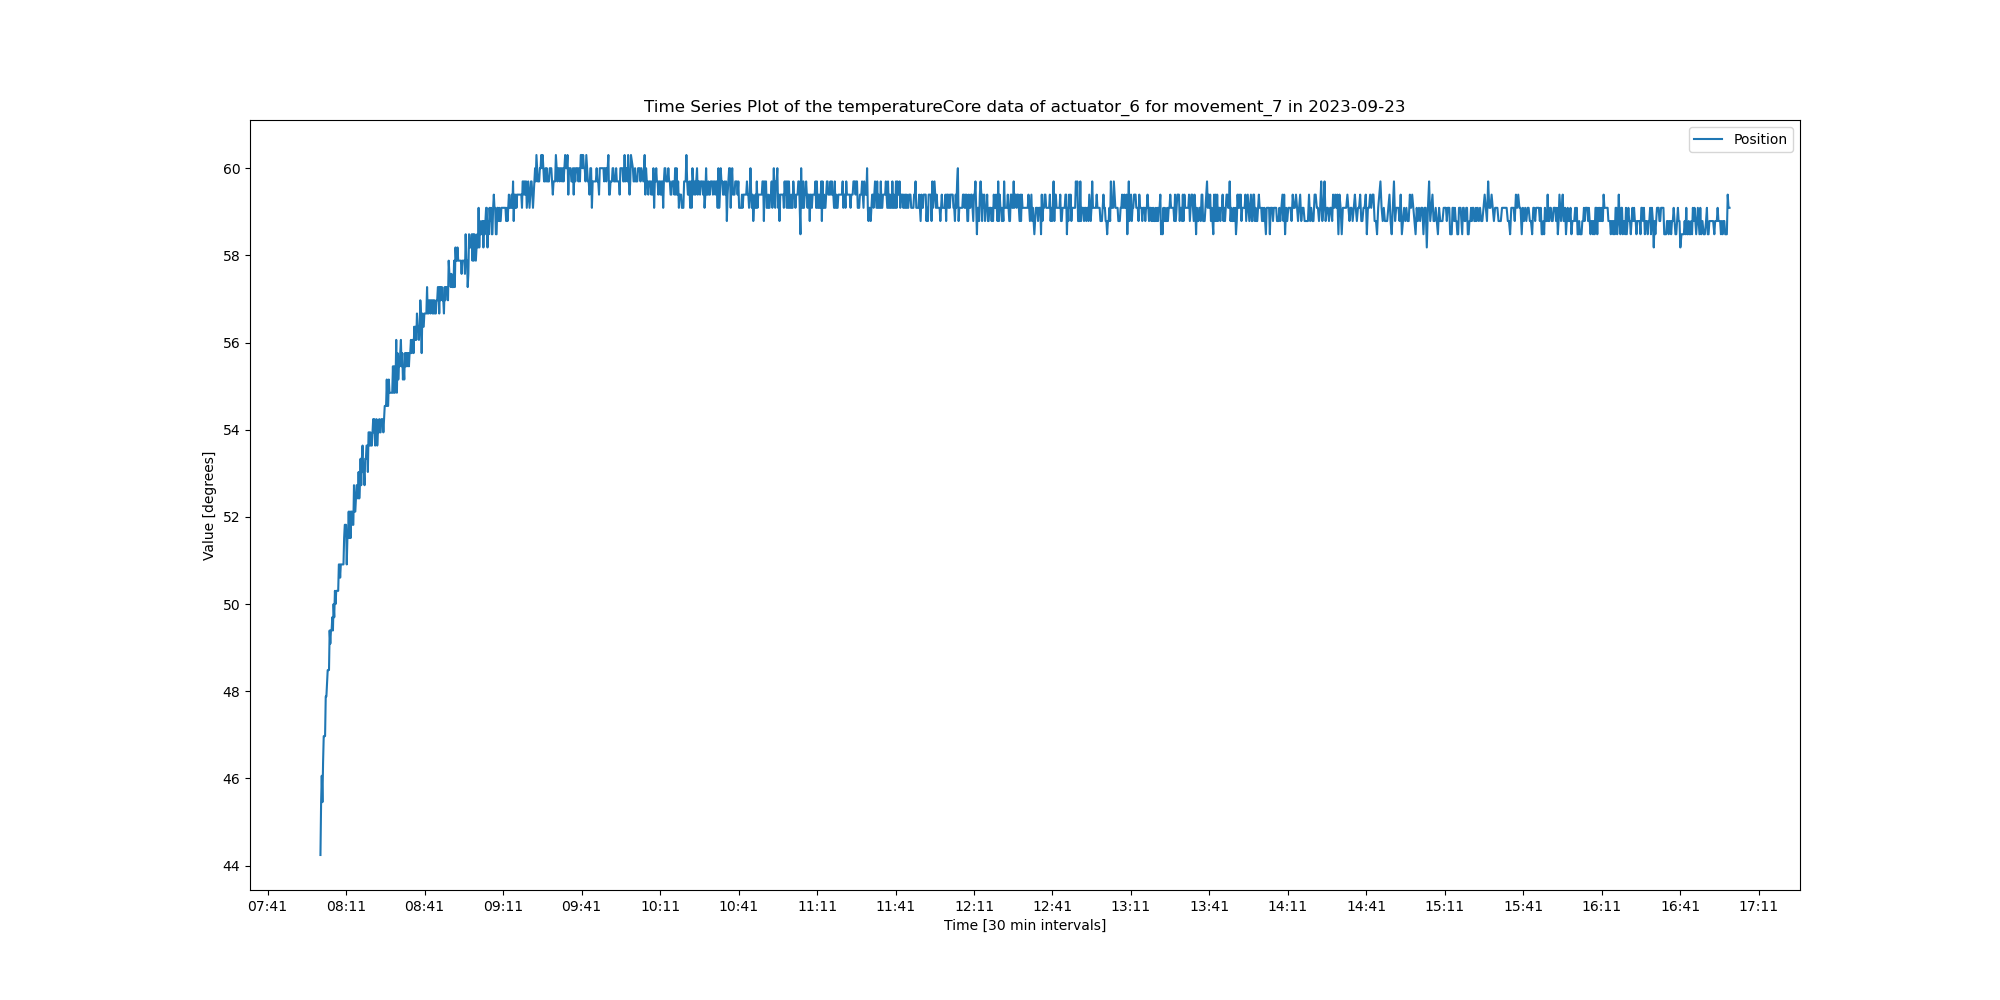 Time Series Plot of the temperatureCore data of actuator_6 for movement_7 in 2023-09-23
Position
60
58
56
54
52
50
48
46
44
Value [degrees]
07:41 08:11 08:41 09:11 09:41 10:11 10:41 11:11 11:41 12:11 12:41 13:11 13:41 14:11 14:41 15:11 15:41 16:11 16:41 17:11
Time [30 min intervals]